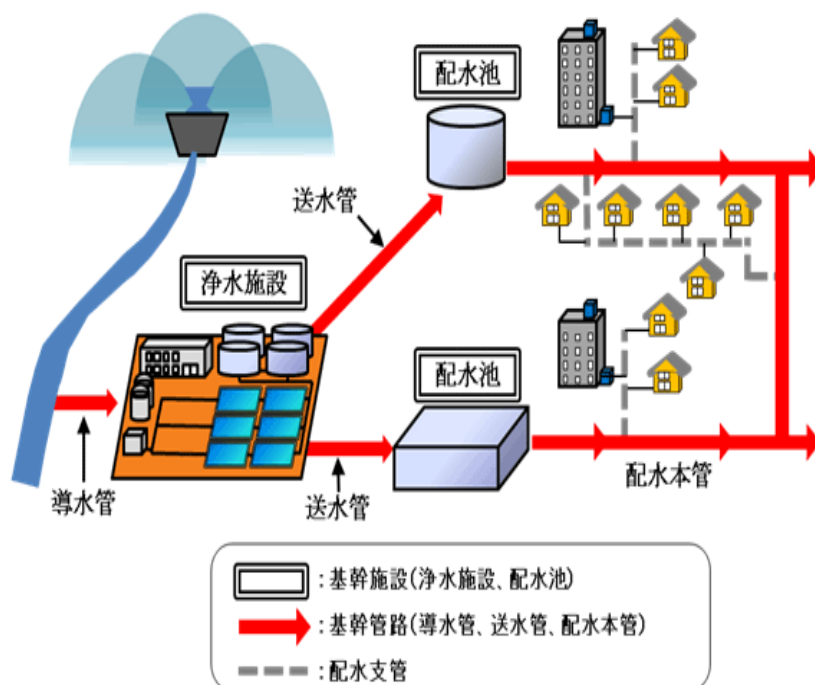 配水池
送水管
浄水施設
配水池
導水管
送水管
配水本管
:基幹施設(浄水施設、配水池)
:基幹管路(導水管、送水管、配水本管)
:配水支管